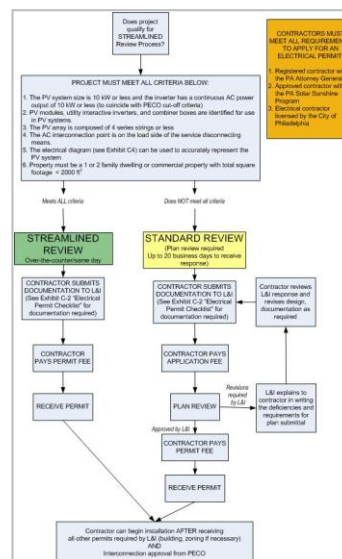 Does project
qualify for
STREAMLINED
Review Process?
CONTRACTORS MUST
MEET ALL REQUIREMENTS
TO APPLY FOR AN
ELECTRICAL PERMIT
1. Registered contractor with
the PA Attorney General
2. Approved contractor with
the PA Solar Sunshine
Program
3. Electrical contractor
licensed by the City of
Philadelphia
PROJECT MUST MEET ALL CRITERIA BELOW:
1. The PV system size is 10 kW or less and the inverter has a continuous AC power
output of 10 kW or less (to coincide with PECO cut-off criteria)
2. PV modules, utility interactive inverters, and combiner boxes are identified for use
in PV systems.
3. The PV array is composed of 4 series strings or less
4. The AC interconnection point is on the load side of the service disconnecting
means.
5. The electrical diagram (see Exhibit C4) can be used to accurately represent the
PV system
6. Property must be a 1 or 2 family dwelling or commercial property with total square
footage < 2000 ft²
Meets ALL criteria
Does NOT meet all criteria
STREAMLINED
REVIEW
Over-the-counter/same day
STANDARD REVIEW
(Plan review required
Up to 20 business days to receive
response)
CONTRACTOR SUBMITS
DOCUMENTATION TO L&I
(See Exhibit C-2 "Electrical
Permit Checklist" for
documentation required)
CONTRACTOR SUBMITS
DOCUMENTATION TO L&I
(See Exhibit C-2 "Electrical
Permit Checklist" for
documentation required)
Contractor reviews
L&I response and
revises design,
documentation as
required
CONTRACTOR
PAYS PERMIT FEE
CONTRACTOR PAYS
APPLICATION FEE
RECEIVE PERMIT
PLAN REVIEW
Revisions
required
by L&I
L&I explains to
contractor in writing
the deficiencies and
requirements for
plan submittal
Approved by L&I
CONTRACTOR PAYS
PERMIT FEE
RECEIVE PERMIT
Contractor can begin installation AFTER receiving
all other permits required by L&I (building, zoning if necessary)
AND
Interconnection approval from PECO